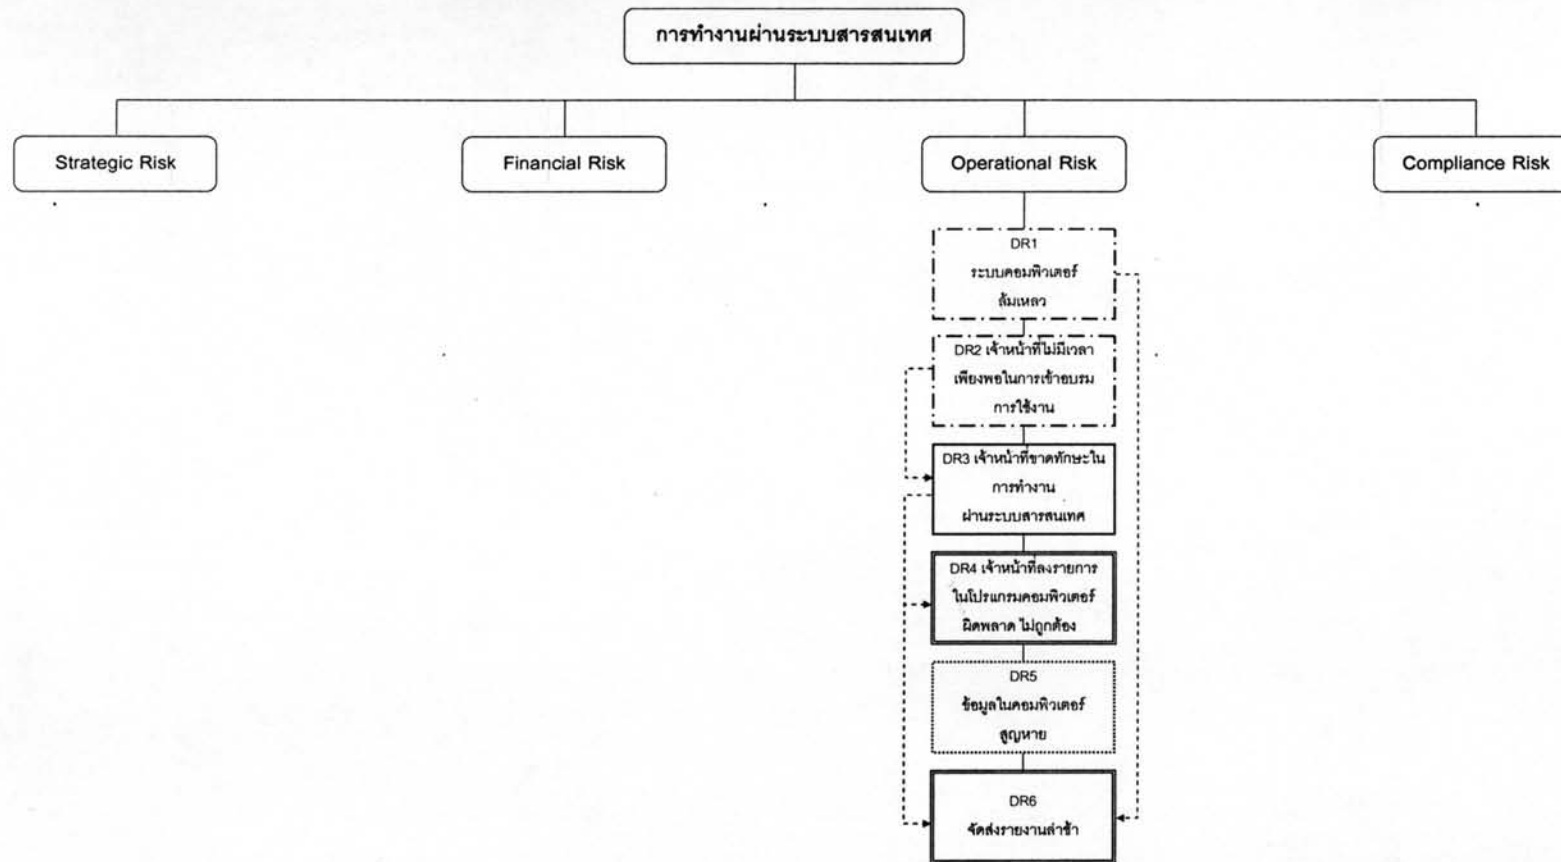 การทำงานผ่านระบบสารสนเทศ
Strategic Risk
Financial Risk
Operational Risk
Compliance Risk
DR1
ระบบคอมพิวเตอร์
ล้มเหลว
DR2 เจ้าหน้าที่ไม่มีเวลา
เพียงพอในการเข้าอบรม
การใช้งาน
DR3 เจ้าหน้าที่ขาดทักษะใน
การทำงาน
ผ่านระบบสารสนเทศ
DR4 เจ้าหน้าที่ลงรายการ
ในโปรแกรมคอมพิวเตอร์
ผิดพลาด ไม่ถูกต้อง
DR5
ข้อมูลในคอมพิวเตอร์
สูญหาย
DR6
จัดส่งรายงานล่าช้า